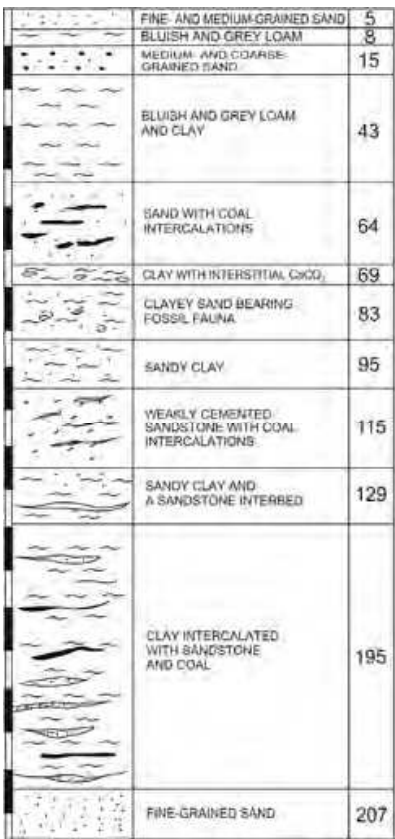 FINE- AND MEDIUM-GRAINED SAND 5
BLUISH AND GREY LOAM 8
MEDIUM- AND COARSE-
GRAINED SAND 15
BLUISH AND GREY LOAM
AND CLAY 43
SAND WITH COAL
INTERCALATIONS 64
CLAY WITH INTERSTITIAL CaCO₃ 69
CLAYEY SAND BEARING
FOSSIL FAUNA 83
SANDY CLAY 95
WEAKLY CEMENTED
SANDSTONE WITH COAL
INTERCALATIONS 115
SANDY CLAY AND
A SANDSTONE INTERBED 129
CLAY INTERCALATED
WITH SANDSTONE
AND COAL 195
FINE-GRAINED SAND 207